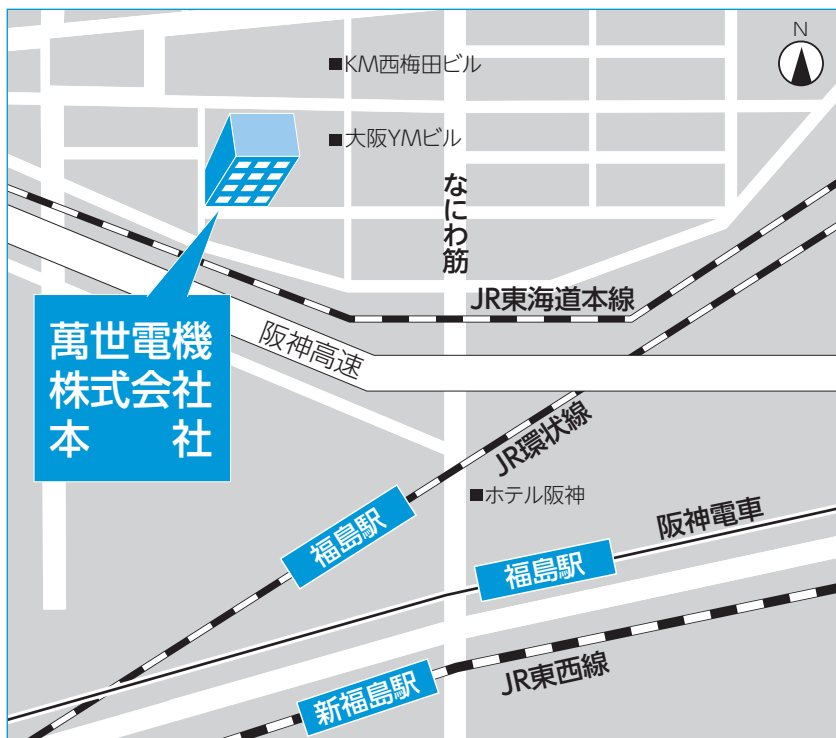 N
KM西梅田ビル
大阪YMビル
なにわ筋
JR東海道本線
萬世電機
株式会社
本社
阪神高速
JR環状線
ホテル阪神
阪神電車
福島駅
福島駅
JR東西線
新福島駅